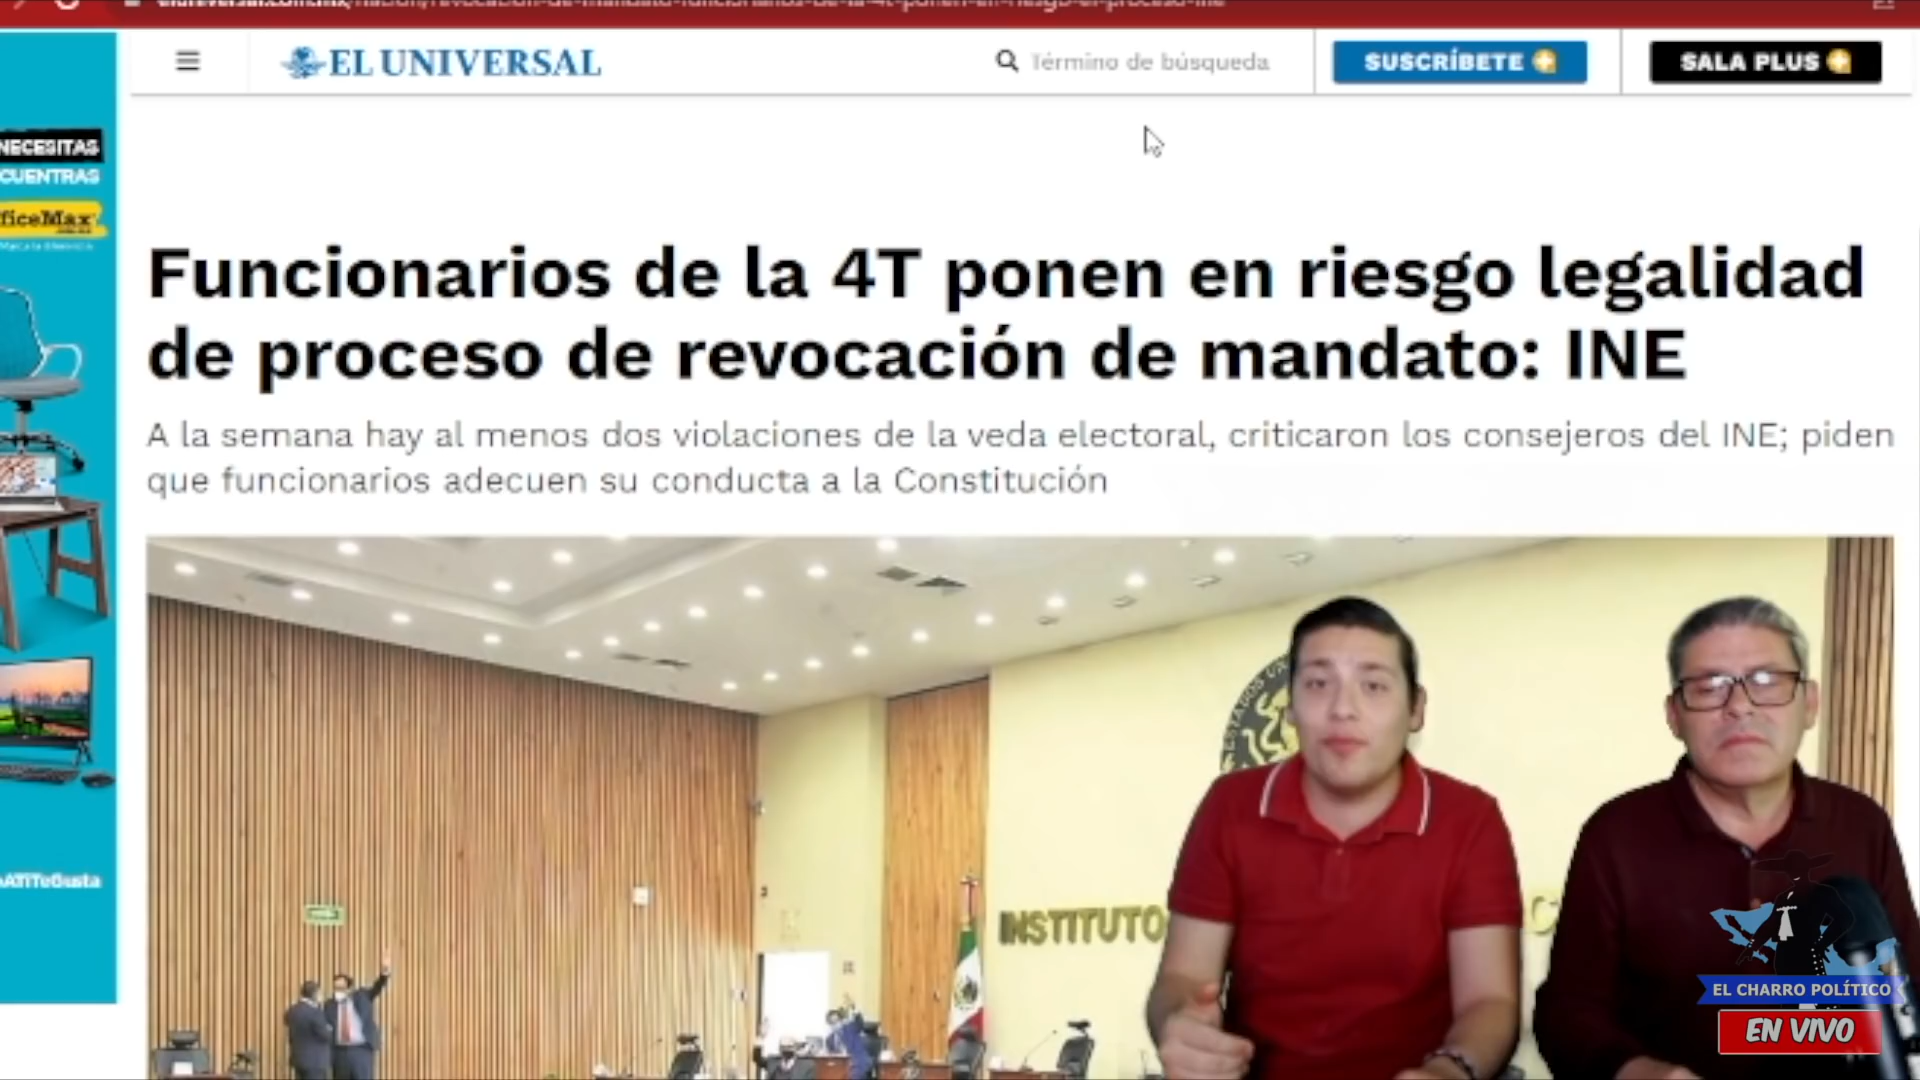 EL UNIVERSAL
Término de búsqueda
SUSCRÍBETE
SALA PLUS
NECESITAS
CUENTRAS
ficeMax
Funcionarios de la 4T ponen en riesgo legalidad
de proceso de revocación de mandato: INE
A la semana hay al menos dos violaciones de la veda electoral, criticaron los consejeros del INE; piden
que funcionarios adecuen su conducta a la Constitución
ATiTeGusta
INSTITUTO
EL CHARRO POLÍTICO
EN VIVO